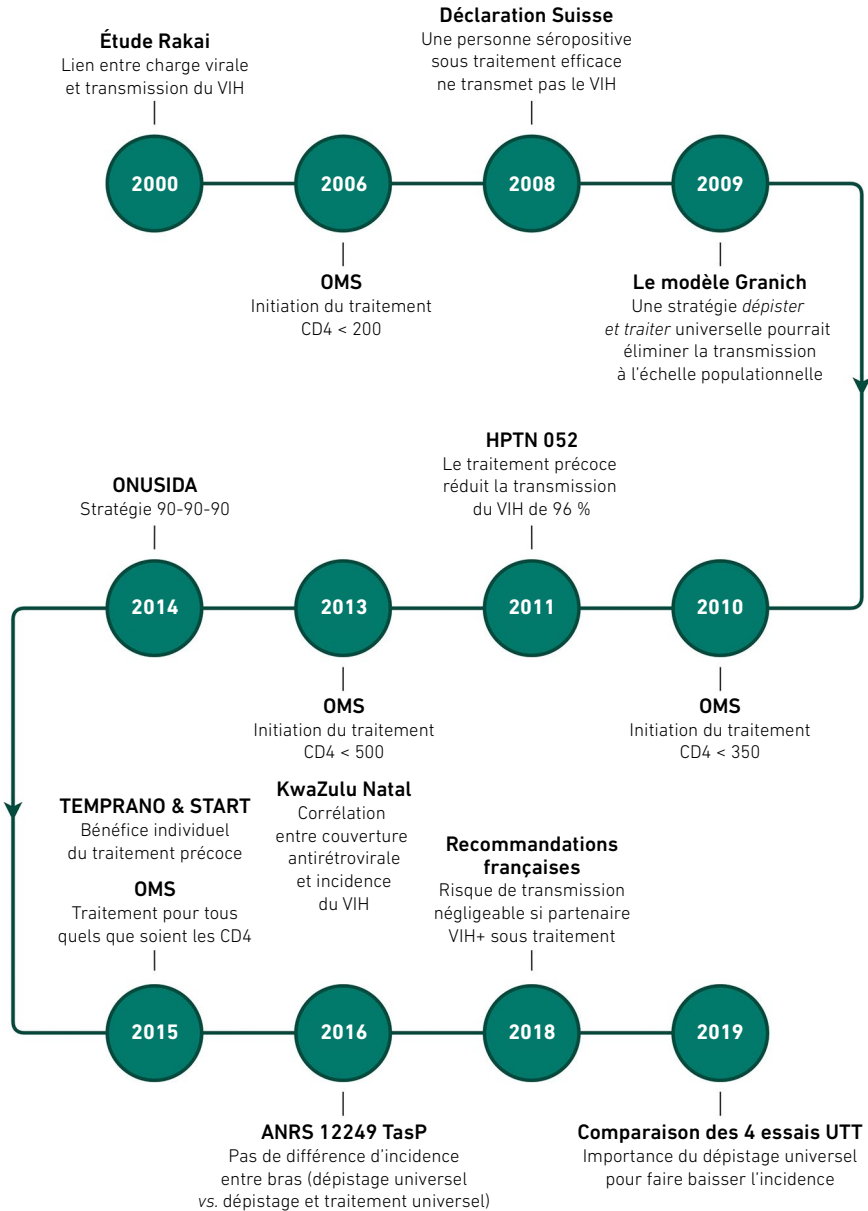 Étude Rakai
Lien entre charge virale
et transmission du VIH
2000
2006
OMS
Initiation du traitement
CD4 < 200
Déclaration Suisse
Une personne séropositive
sous traitement efficace
ne transmet pas le VIH
2008
2009
Le modèle Granich
Une stratégie dépister
et traiter universelle pourrait
éliminer la transmission
à l’échelle populationnelle
2010
OMS
Initiation du traitement
CD4 < 350
HPTN 052
Le traitement précoce
réduit la transmission
du VIH de 96 %
2011
2013
OMS
Initiation du traitement
CD4 < 500
ONUSIDA
Stratégie 90-90-90
2014
TEMPRANO & START
Bénéfice individuel
du traitement précoce
OMS
Traitement pour tous
quels que soient les CD4
2015
KwaZulu Natal
Corrélation
entre couverture
antirétrovirale
et incidence
du VIH
2016
ANRS 12249 TasP
Pas de différence d’incidence
entre bras (dépistage universel
vs. dépistage et traitement universel)
Recommandations
françaises
Risque de transmission
négligeable si partenaire
VIH+ sous traitement
2018
2019
Comparaison des 4 essais UTT
Importance du dépistage universel
pour faire baisser l’incidence